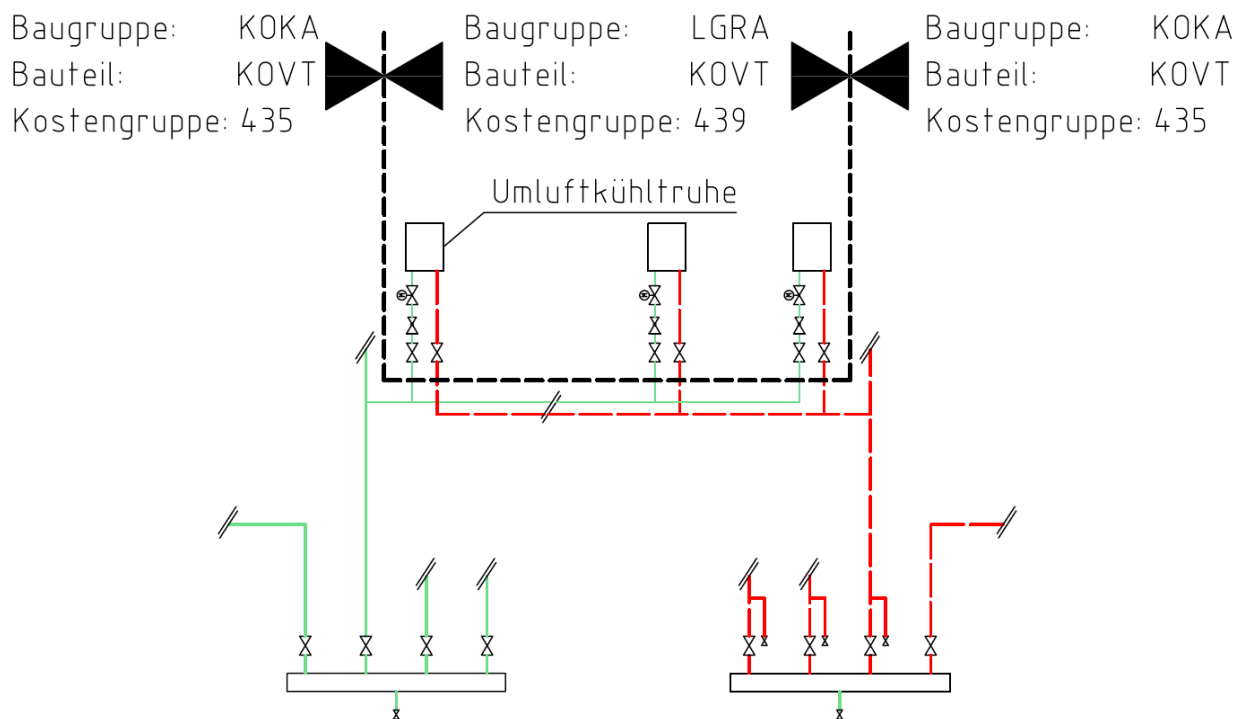 Baugruppe: KOKA
Bauteil: KOVT
Kostengruppe: 435
Baugruppe: LGRA
Bauteil: KOVT
Kostengruppe: 439
Baugruppe: KOKA
Bauteil: KOVT
Kostengruppe: 435
Umluftkühltruhe